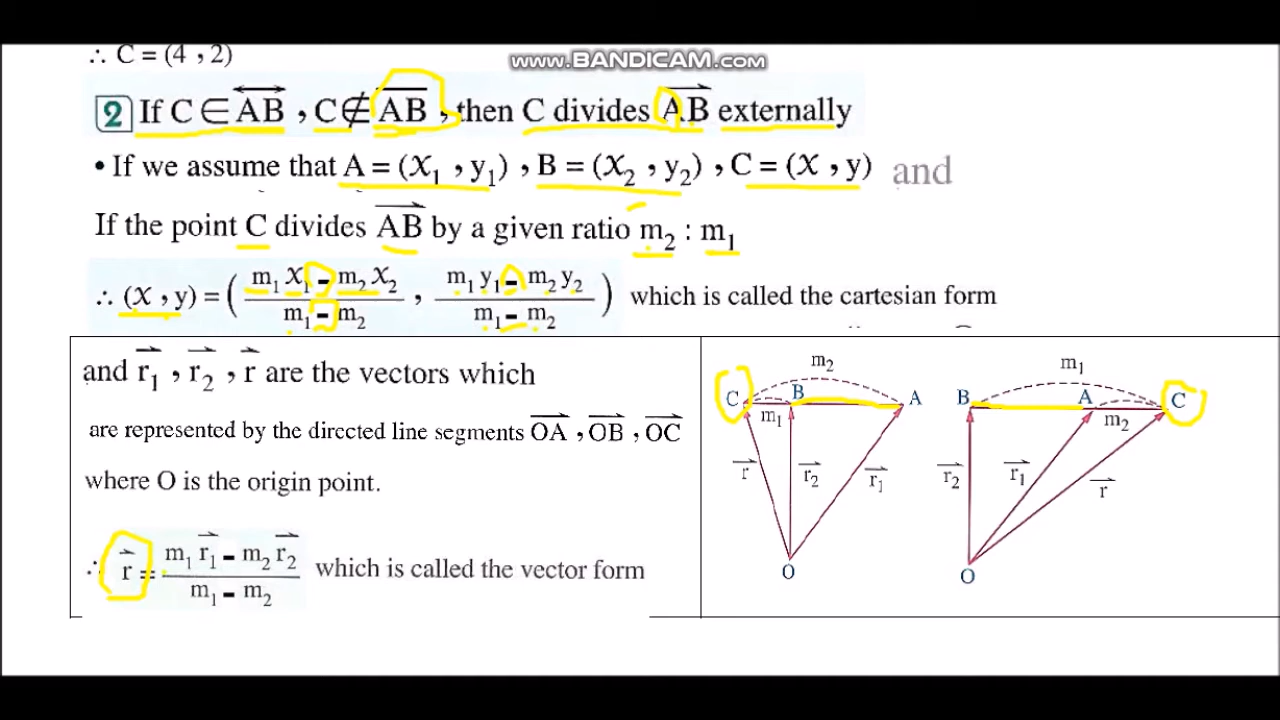 ∴ C = (4 , 2)
www.BANDICAM.com
2 If C ∈ AB , C ∉ AB , then C divides AB externally
• If we assume that A = (X₁ , y₁) , B = (X₂ , y₂) , C = (X , y) and
If the point C divides AB by a given ratio m₂ : m₁
∴ (X , y) = ( (m₁ X₁ - m₂ X₂) / (m₁ - m₂) , (m₁ y₁ - m₂ y₂) / (m₁ - m₂) ) which is called the cartesian form
and r₁ , r₂ , r are the vectors which
are represented by the directed line segments OA , OB , OC
where O is the origin point.
∴ r = (m₁ r₁ - m₂ r₂) / (m₁ - m₂) which is called the vector form
m₂
C B A
m₁
r r₂ r₁
O
m₁
B A C
m₂
r₂ r₁ r
O